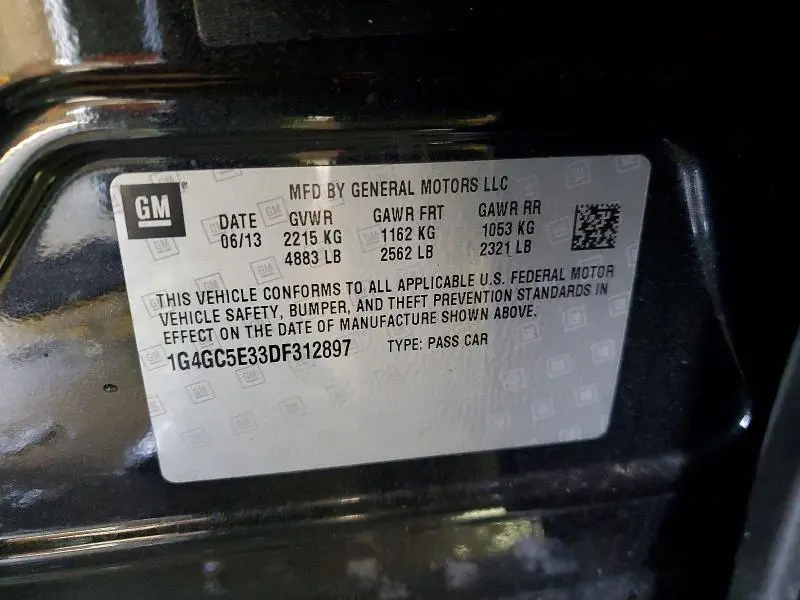 GM
MFD BY GENERAL MOTORS LLC
DATE GVWR GAWR FRT GAWR RR
06/13 2215 KG 1162 KG 1053 KG
4883 LB 2562 LB 2321 LB
THIS VEHICLE CONFORMS TO ALL APPLICABLE U.S. FEDERAL MOTOR
VEHICLE SAFETY, BUMPER, AND THEFT PREVENTION STANDARDS IN
EFFECT ON THE DATE OF MANUFACTURE SHOWN ABOVE.
1G4GC5E33DF312897 TYPE: PASS CAR